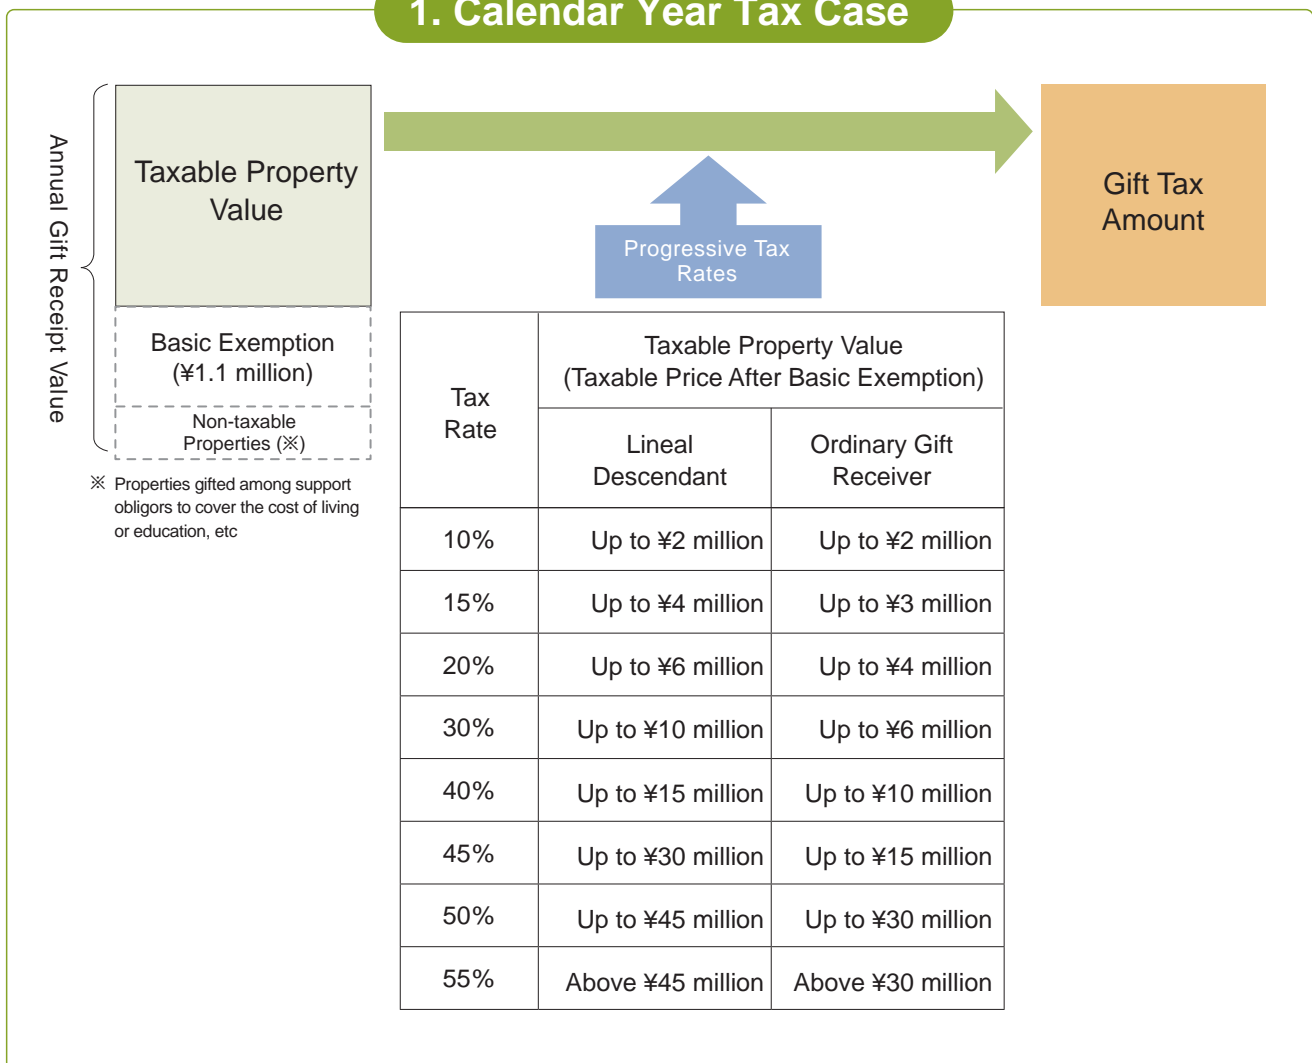 1. Calendar Year Tax Case
Annual Gift Receipt Value
Taxable Property
Value
Basic Exemption
(¥1.1 million)
Non-taxable
Properties (※)
※ Properties gifted among support
obligors to cover the cost of living
or education, etc
Progressive Tax
Rates
Gift Tax
Amount
Tax
Rate
Taxable Property Value
(Taxable Price After Basic Exemption)
Lineal
Descendant
Ordinary Gift
Receiver
10% Up to ¥2 million Up to ¥2 million
15% Up to ¥4 million Up to ¥3 million
20% Up to ¥6 million Up to ¥4 million
30% Up to ¥10 million Up to ¥6 million
40% Up to ¥15 million Up to ¥10 million
45% Up to ¥30 million Up to ¥15 million
50% Up to ¥45 million Up to ¥30 million
55% Above ¥45 million Above ¥30 million